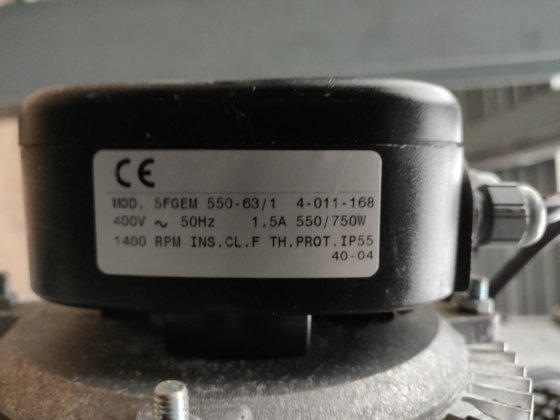 CE
MOD. 5FGEM 550-63/1 4-011-168
400V ~ 50Hz 1.5A 550/750W
1400 RPM INS.CL.F TH.PROT.IP55
40-04